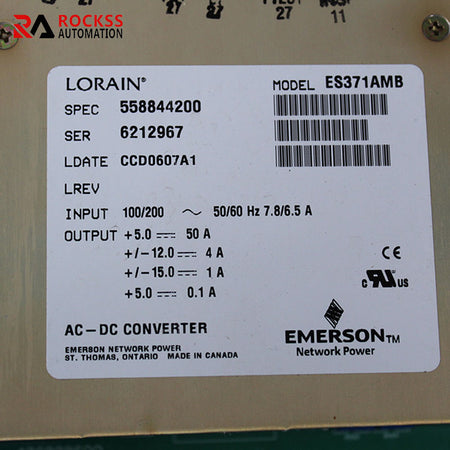 ROCKSS
AUTOMATION
27
27
11
LORAIN®
MODEL ES371AMB
SPEC 558844200
SER 6212967
LDATE CCD0607A1
LREV
INPUT 100/200 ～ 50/60 Hz 7.8/6.5 A
OUTPUT +5.0 ⎓ 50 A
+/-12.0 ⎓ 4 A
+/-15.0 ⎓ 1 A
+5.0 ⎓ 0.1 A
CE
c RU US
AC-DC CONVERTER
EMERSON NETWORK POWER
ST. THOMAS, ONTARIO MADE IN CANADA
EMERSON™
Network Power